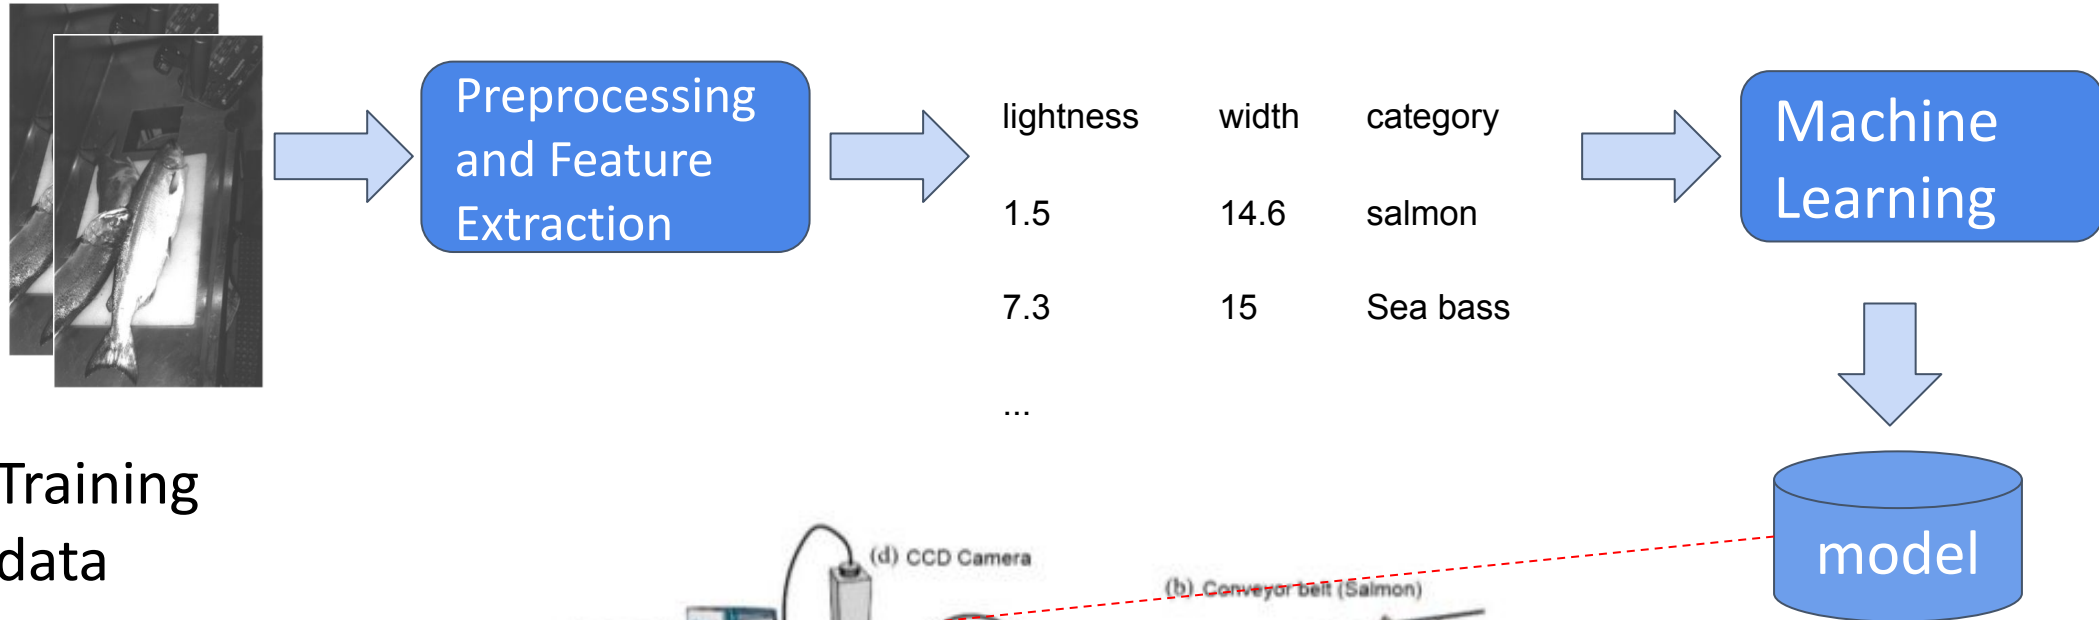 Preprocessing
and Feature
Extraction
lightness width category
1.5 14.6 salmon
7.3 15 Sea bass
...
Machine
Learning
Training
data
(d) CCD Camera
(b) Conveyor belt (Salmon)
model